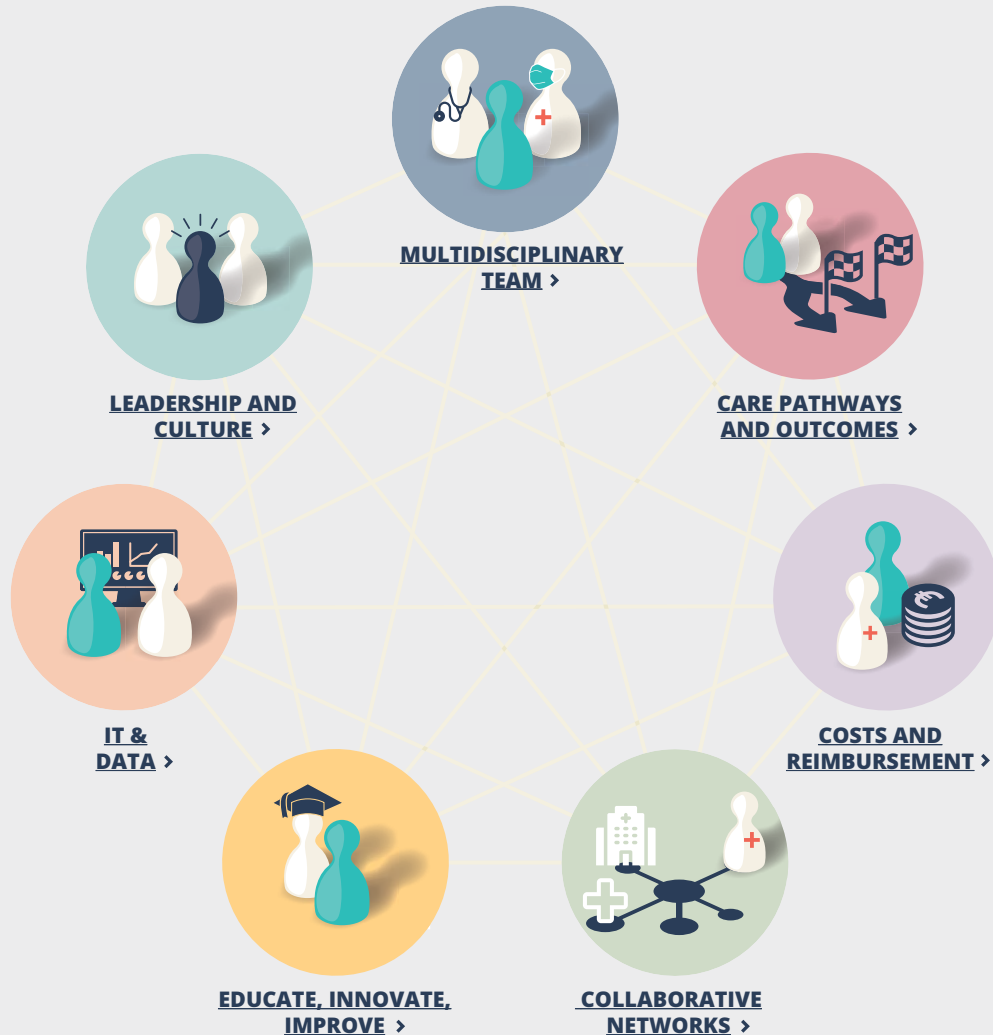 MULTIDISCIPLINARY
TEAM >
LEADERSHIP AND
CULTURE >
CARE PATHWAYS
AND OUTCOMES >
IT &
DATA >
COSTS AND
REIMBURSEMENT >
EDUCATE, INNOVATE,
IMPROVE >
COLLABORATIVE
NETWORKS >